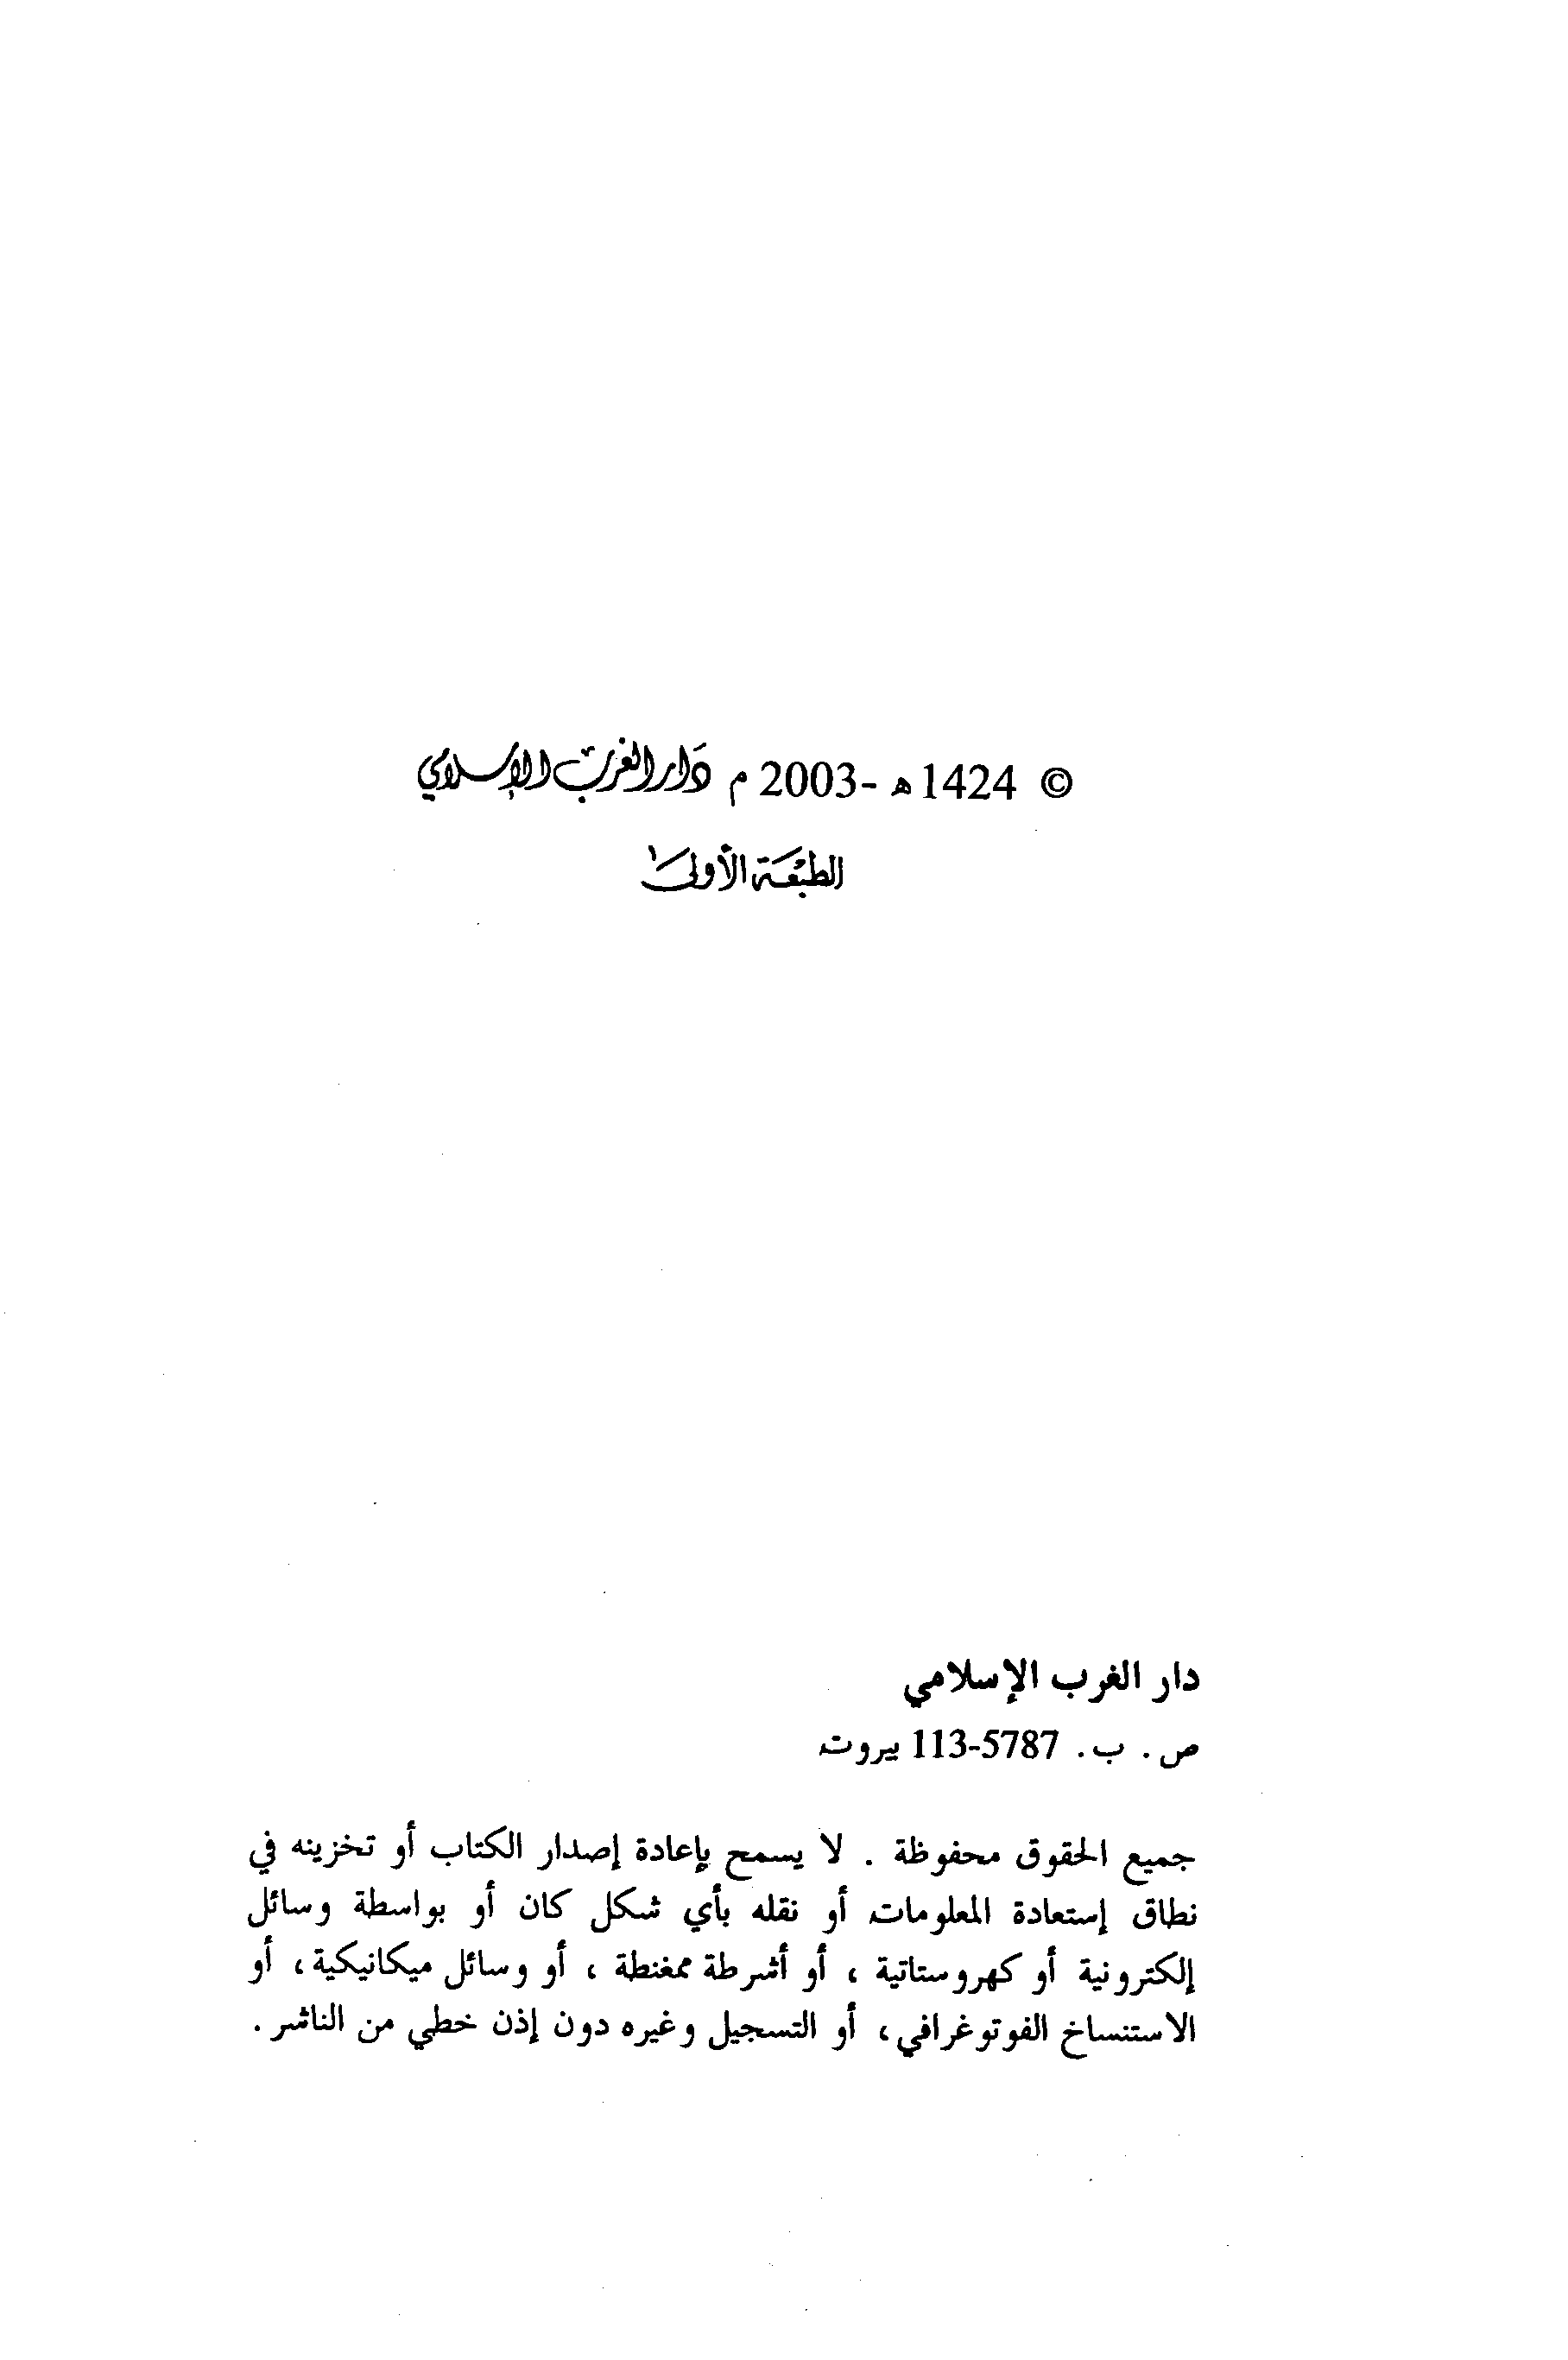 © 1424 هـ -2003 م دَار الغرب الإسلامي
الطبعَة الأولى
دار الغرب الإسلامي
ص . ب . 5787-113 بيروت
جميع الحقوق محفوظة . لا يسمح بإعادة إصدار الكتاب أو تخزينه في
نطاق إستعادة المعلومات أو نقله بأي شكل كان أو بواسطة وسائل
إلكترونية أو كهروستاتية ، أو أشرطة ممغنطة ، أو وسائل ميكانيكية ، أو
الاستنساخ الفوتوغرافي ، أو التسجيل وغيره دون إذن خطي من الناشر .